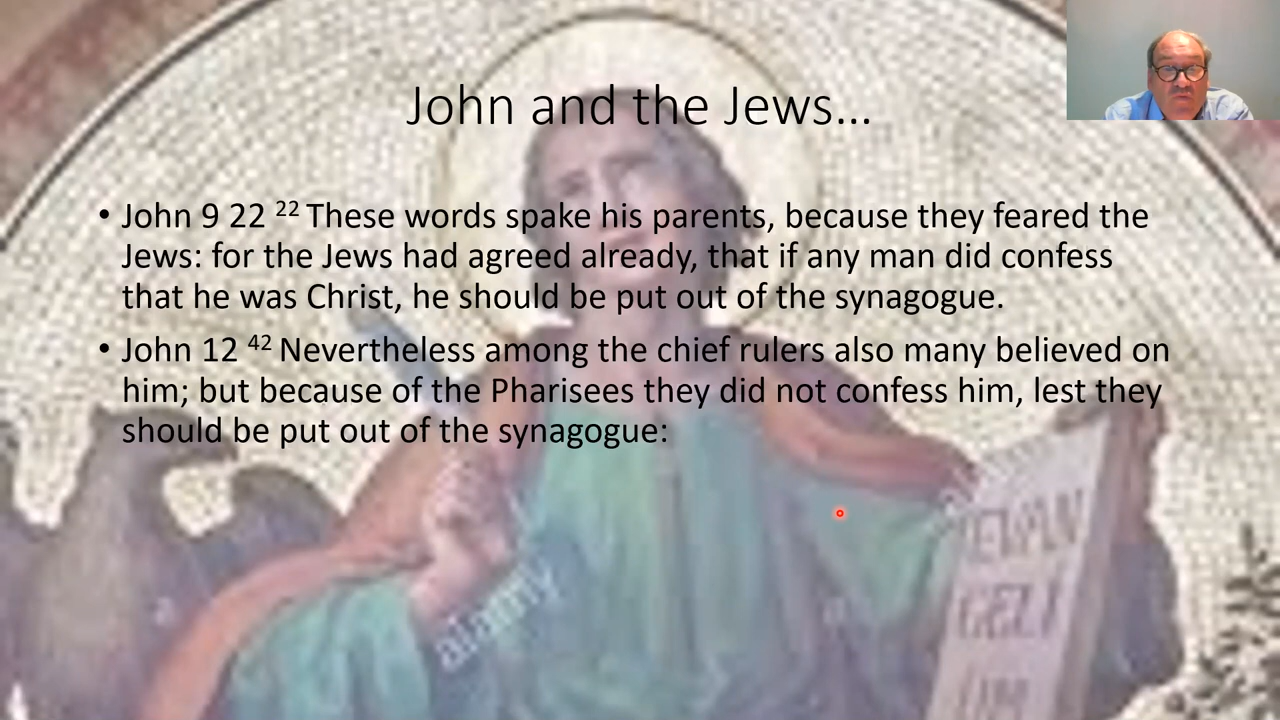 John and the Jews...
• John 9 22 22 These words spake his parents, because they feared the
Jews: for the Jews had agreed already, that if any man did confess
that he was Christ, he should be put out of the synagogue.
• John 12 42 Nevertheless among the chief rulers also many believed on
him; but because of the Pharisees they did not confess him, lest they
should be put out of the synagogue:
alamy
a